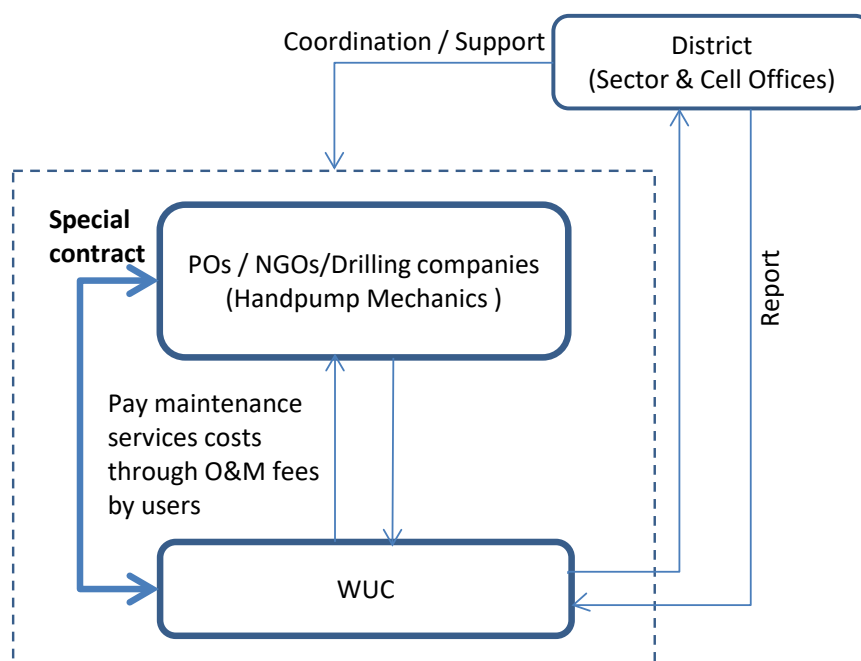 Coordination / Support
District
(Sector & Cell Offices)
Special
contract
POs / NGOs/Drilling companies
(Handpump Mechanics )
Report
Pay maintenance
services costs
through O&M fees
by users
WUC